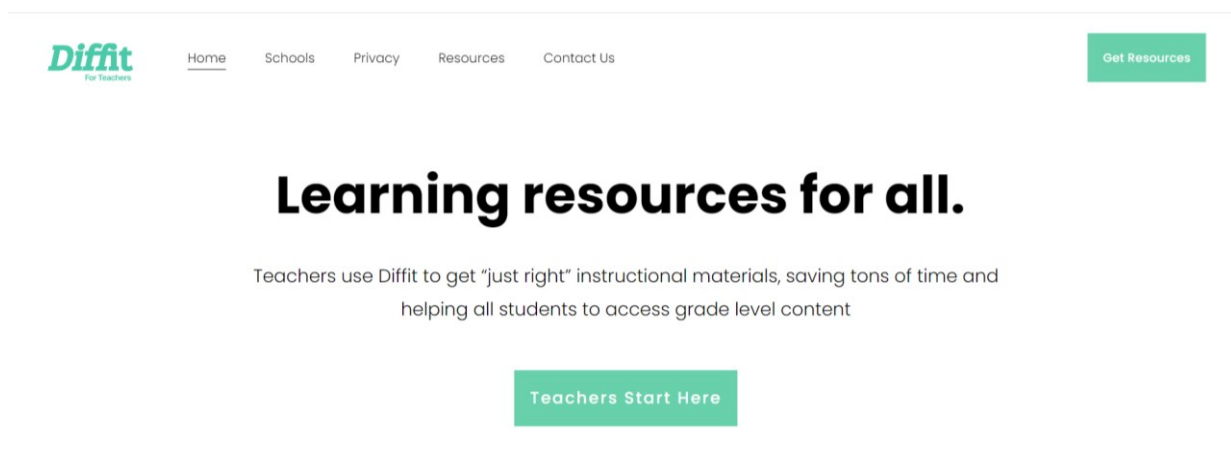 Diffit
For Teachers
Home
Schools
Privacy
Resources
Contact Us
Get Resources
Learning resources for all.
Teachers use Diffit to get “just right” instructional materials, saving tons of time and
helping all students to access grade level content
Teachers Start Here